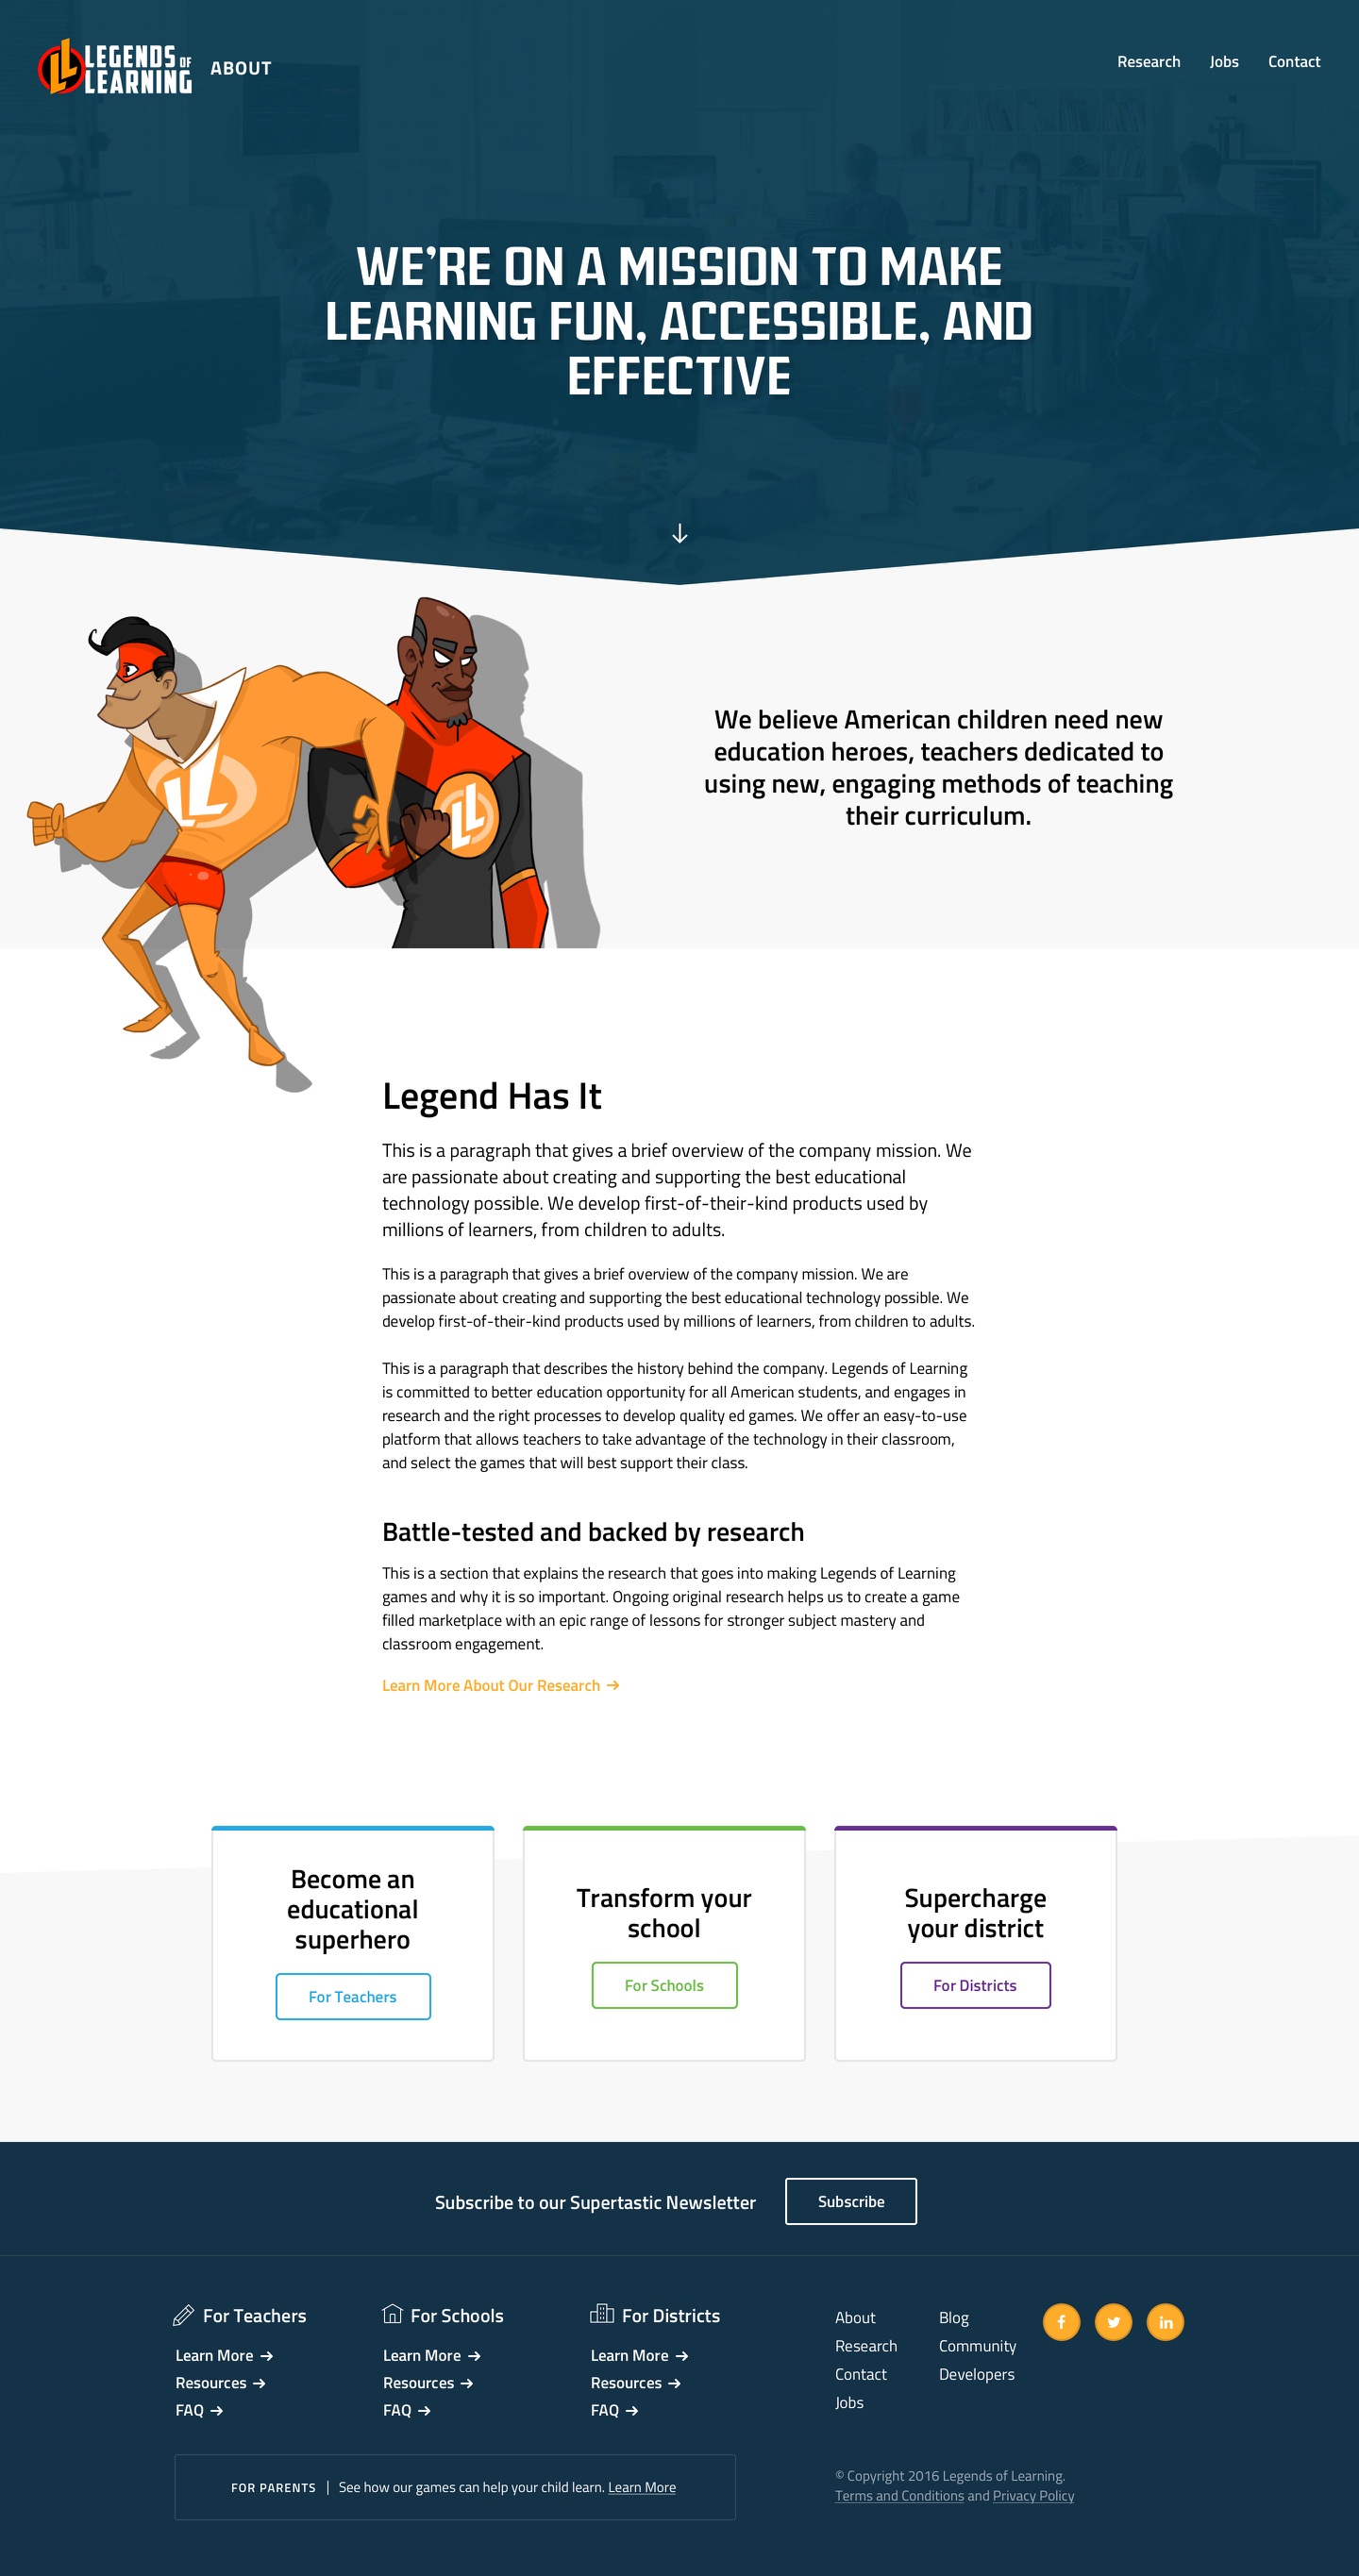 LEGENDS OF
LEARNING
ABOUT
Research Jobs Contact
WE’RE ON A MISSION TO MAKE
LEARNING FUN, ACCESSIBLE, AND
EFFECTIVE
We believe American children need new
education heroes, teachers dedicated to
using new, engaging methods of teaching
their curriculum.
Legend Has It
This is a paragraph that gives a brief overview of the company mission. We
are passionate about creating and supporting the best educational
technology possible. We develop first-of-their-kind products used by
millions of learners, from children to adults.
This is a paragraph that gives a brief overview of the company mission. We are
passionate about creating and supporting the best educational technology possible. We
develop first-of-their-kind products used by millions of learners, from children to adults.
This is a paragraph that describes the history behind the company. Legends of Learning
is committed to better education opportunity for all American students, and engages in
research and the right processes to develop quality ed games. We offer an easy-to-use
platform that allows teachers to take advantage of the technology in their classroom,
and select the games that will best support their class.
Battle-tested and backed by research
This is a section that explains the research that goes into making Legends of Learning
games and why it is so important. Ongoing original research helps us to create a game
filled marketplace with an epic range of lessons for stronger subject mastery and
classroom engagement.
Learn More About Our Research →
Become an
educational
superhero
For Teachers
Transform your
school
For Schools
Supercharge
your district
For Districts
Subscribe to our Supertastic Newsletter
Subscribe
For Teachers
Learn More →
Resources →
FAQ →
For Schools
Learn More →
Resources →
FAQ →
For Districts
Learn More →
Resources →
FAQ →
About
Research
Contact
Jobs
Blog
Community
Developers
FOR PARENTS | See how our games can help your child learn. Learn More
© Copyright 2016 Legends of Learning.
Terms and Conditions and Privacy Policy